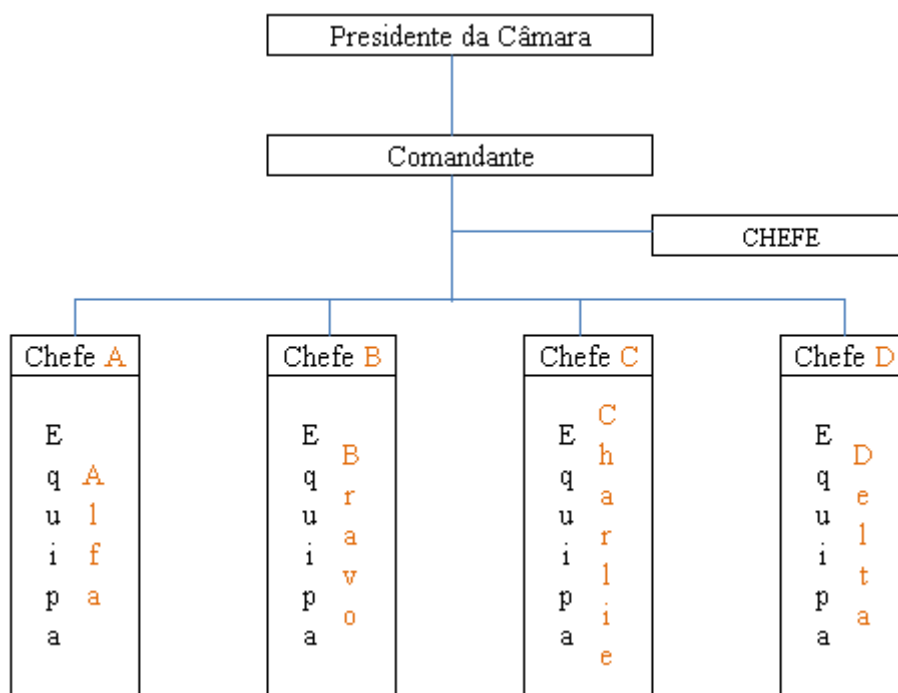 Presidente da Câmara
Comandante
CHEFE
Chefe A
Chefe B
Chefe C
Chefe D
Equipa Alfa
Equipa Bravo
Equipa Charlie
Equipa Delta